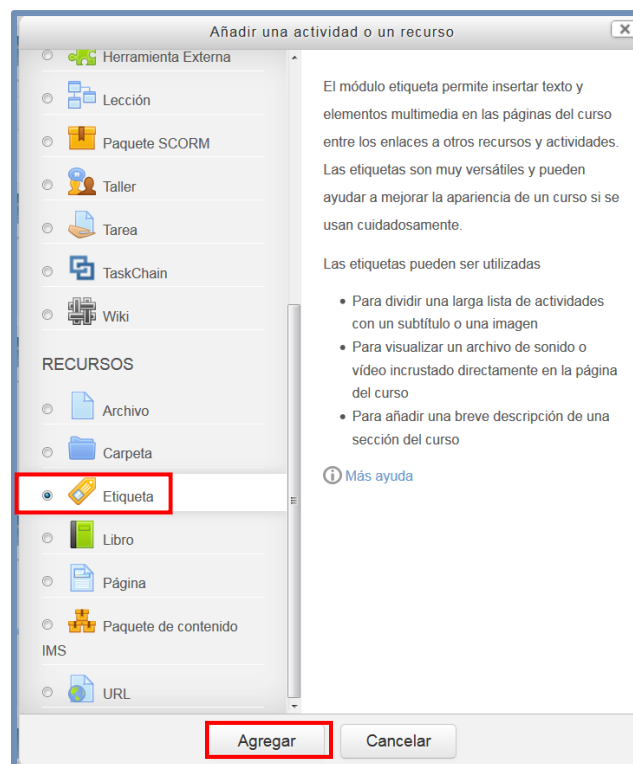 Añadir una actividad o un recurso
Herramienta Externa
Lección
Paquete SCORM
Taller
Tarea
TaskChain
Wiki
RECURSOS
Archivo
Carpeta
Etiqueta
Libro
Página
Paquete de contenido
IMS
URL
El módulo etiqueta permite insertar texto y
elementos multimedia en las páginas del curso
entre los enlaces a otros recursos y actividades.
Las etiquetas son muy versátiles y pueden
ayudar a mejorar la apariencia de un curso si se
usan cuidadosamente.
Las etiquetas pueden ser utilizadas
• Para dividir una larga lista de actividades
con un subtítulo o una imagen
• Para visualizar un archivo de sonido o
vídeo incrustado directamente en la página
del curso
• Para añadir una breve descripción de una
sección del curso
Más ayuda
Agregar
Cancelar